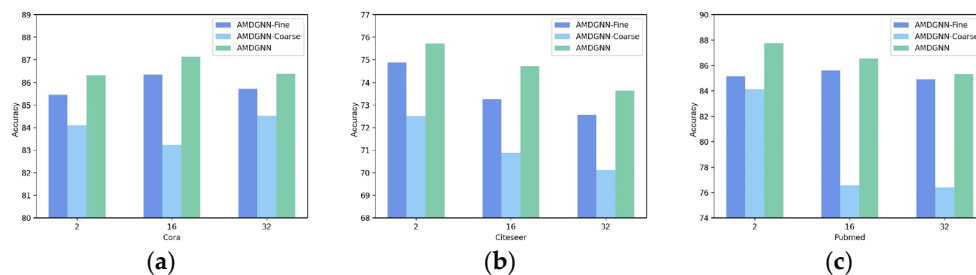 89
88
87
86
85
84
83
82
81
80
Accuracy
AMDGNN-Fine
AMDGNN-Coarse
AMDGNN
2 16 32
Cora
(a)
77
76
75
74
73
72
71
70
69
68
Accuracy
AMDGNN-Fine
AMDGNN-Coarse
AMDGNN
2 16 32
Citeseer
(b)
90
88
86
84
82
80
78
76
74
Accuracy
AMDGNN-Fine
AMDGNN-Coarse
AMDGNN
2 16 32
Pubmed
(c)